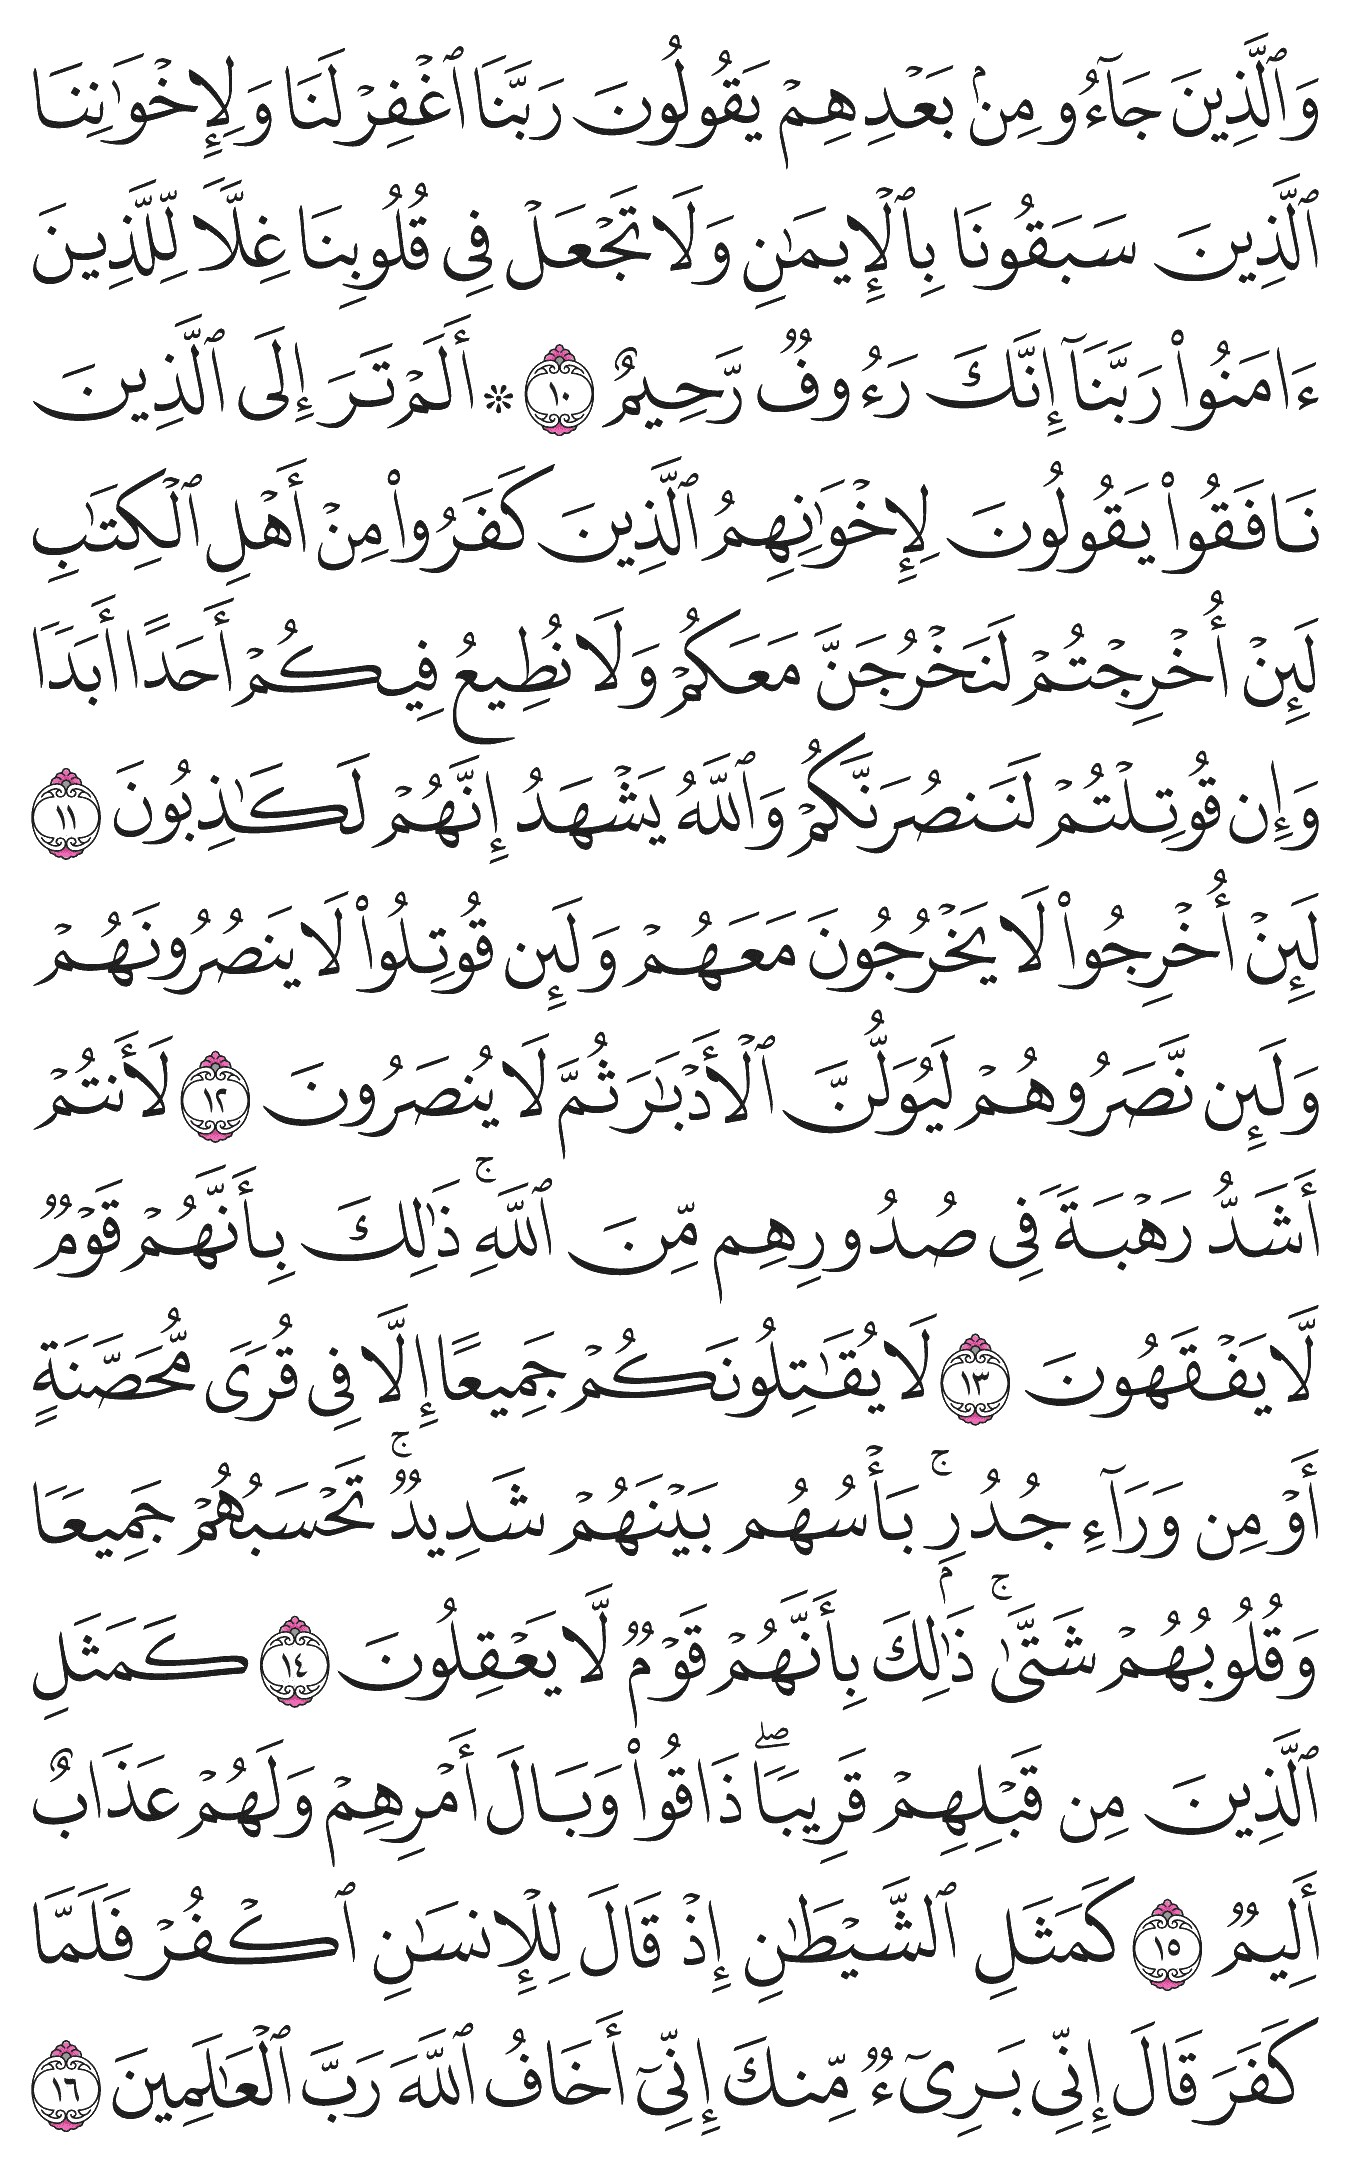 وَٱلَّذِينَ جَآءُو مِنۢ بَعْدِهِمْ يَقُولُونَ رَبَّنَا ٱغْفِرْ لَنَا وَلِإِخْوَٰنِنَا
ٱلَّذِينَ سَبَقُونَا بِٱلْإِيمَٰنِ وَلَا تَجْعَلْ فِى قُلُوبِنَا غِلًّا لِّلَّذِينَ
ءَامَنُوا۟ رَبَّنَآ إِنَّكَ رَءُوفٌ رَّحِيمٌ ١٠ ۞ أَلَمْ تَرَ إِلَى ٱلَّذِينَ
نَافَقُوا۟ يَقُولُونَ لِإِخْوَٰنِهِمُ ٱلَّذِينَ كَفَرُوا۟ مِنْ أَهْلِ ٱلْكِتَٰبِ
لَئِنْ أُخْرِجْتُمْ لَنَخْرُجَنَّ مَعَكُمْ وَلَا نُطِيعُ فِيكُمْ أَحَدًا أَبَدًا
وَإِن قُوتِلْتُمْ لَنَنصُرَنَّكُمْ وَٱللَّهُ يَشْهَدُ إِنَّهُمْ لَكَٰذِبُونَ ١١
لَئِنْ أُخْرِجُوا۟ لَا يَخْرُجُونَ مَعَهُمْ وَلَئِن قُوتِلُوا۟ لَا يَنصُرُونَهُمْ
وَلَئِن نَّصَرُوهُمْ لَيُوَلُّنَّ ٱلْأَدْبَٰرَ ثُمَّ لَا يُنصَرُونَ ١٢ لَأَنتُمْ
أَشَدُّ رَهْبَةً فِى صُدُورِهِم مِّنَ ٱللَّهِ ۚ ذَٰلِكَ بِأَنَّهُمْ قَوْمٌ
لَّا يَفْقَهُونَ ١٣ لَا يُقَٰتِلُونَكُمْ جَمِيعًا إِلَّا فِى قُرًى مُّحَصَّنَةٍ
أَوْ مِن وَرَآءِ جُدُرٍۭ ۚ بَأْسُهُم بَيْنَهُمْ شَدِيدٌ ۚ تَحْسَبُهُمْ جَمِيعًا
وَقُلُوبُهُمْ شَتَّىٰ ۚ ذَٰلِكَ بِأَنَّهُمْ قَوْمٌ لَّا يَعْقِلُونَ ١٤ كَمَثَلِ
ٱلَّذِينَ مِن قَبْلِهِمْ قَرِيبًا ۖ ذَاقُوا۟ وَبَالَ أَمْرِهِمْ وَلَهُمْ عَذَابٌ
أَلِيمٌ ١٥ كَمَثَلِ ٱلشَّيْطَٰنِ إِذْ قَالَ لِلْإِنسَٰنِ ٱكْفُرْ فَلَمَّا
كَفَرَ قَالَ إِنِّى بَرِىٓءٌ مِّنكَ إِنِّىٓ أَخَافُ ٱللَّهَ رَبَّ ٱلْعَٰلَمِينَ ١٦